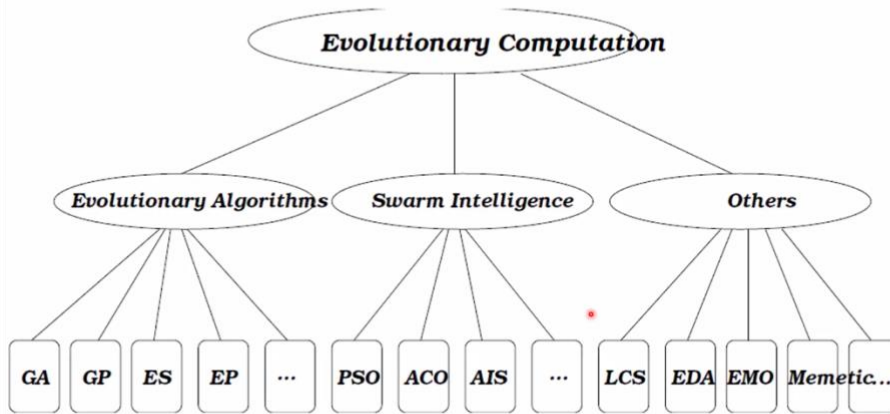 Evolutionary Computation
Evolutionary Algorithms
Swarm Intelligence
Others
GA
GP
ES
EP
...
PSO
ACO
AIS
...
LCS
EDA
EMO
Memetic
...